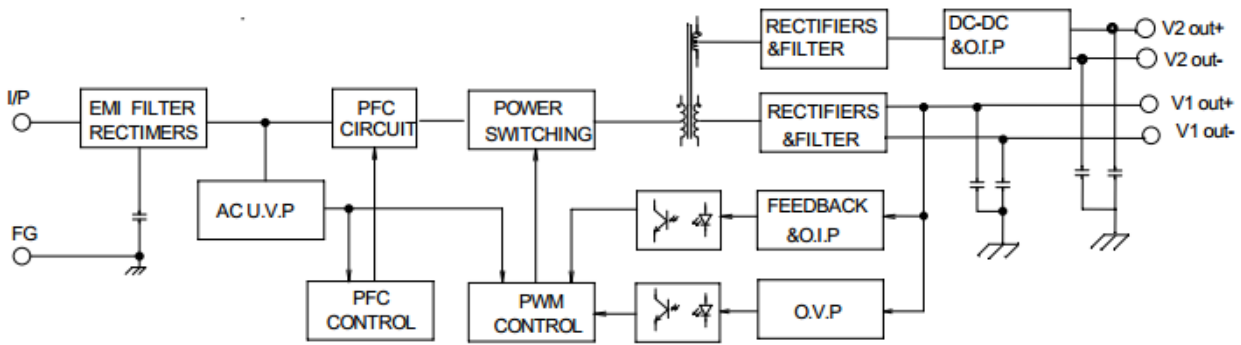 RECTIFIERS
&FILTER
DC-DC
&O.I.P
V2 out+
V2 out-
I/P
EMI FILTER
RECTIMERS
PFC
CIRCUIT
POWER
SWITCHING
RECTIFIERS
&FILTER
V1 out+
V1 out-
AC U.V.P
FEEDBACK
&O.I.P
FG
PFC
CONTROL
PWM
CONTROL
O.V.P